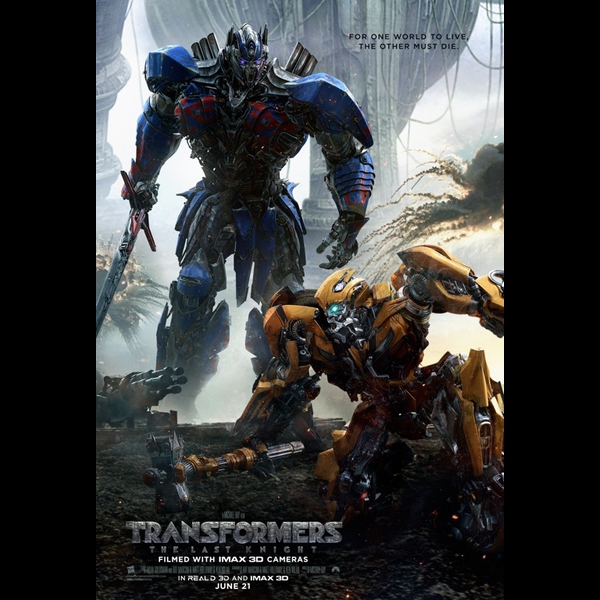 FOR ONE WORLD TO LIVE,
THE OTHER MUST DIE.
TRANSFORMERS
THE LAST KNIGHT
FILMED WITH IMAX 3D CAMERAS
IN REAL D 3D AND IMAX 3D
JUNE 21